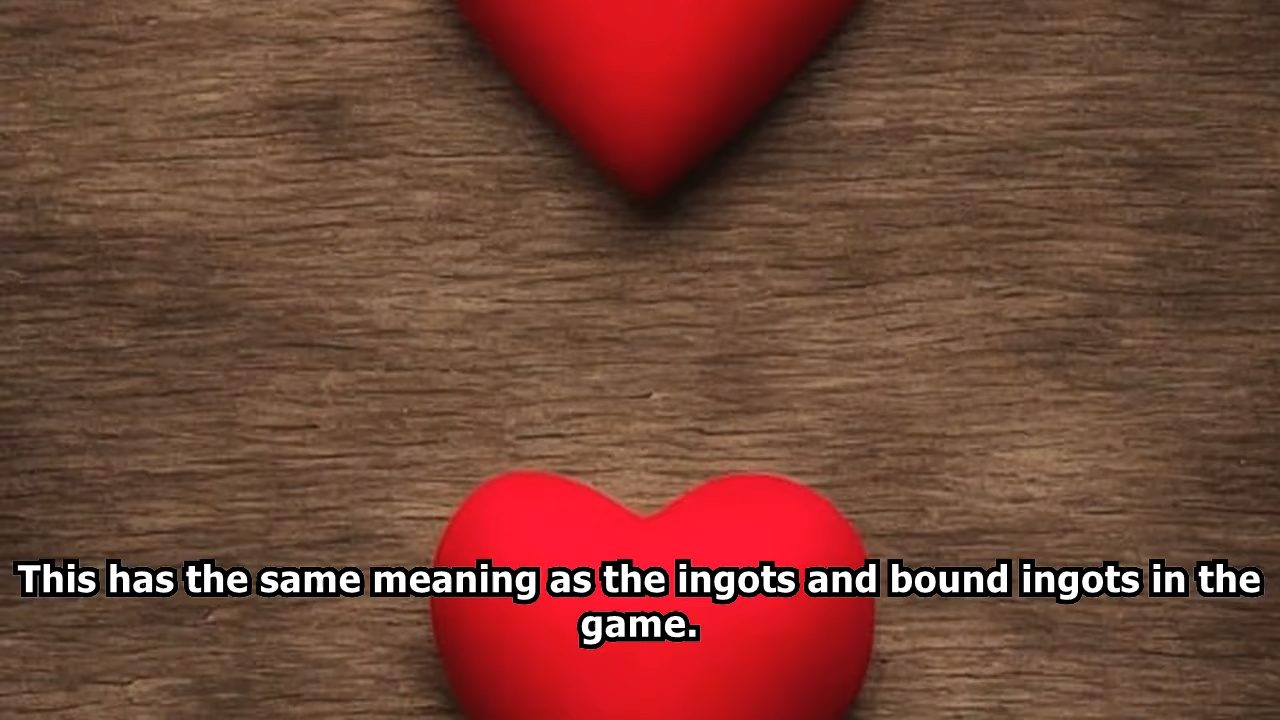 This has the same meaning as the ingots and bound ingots in the
game.